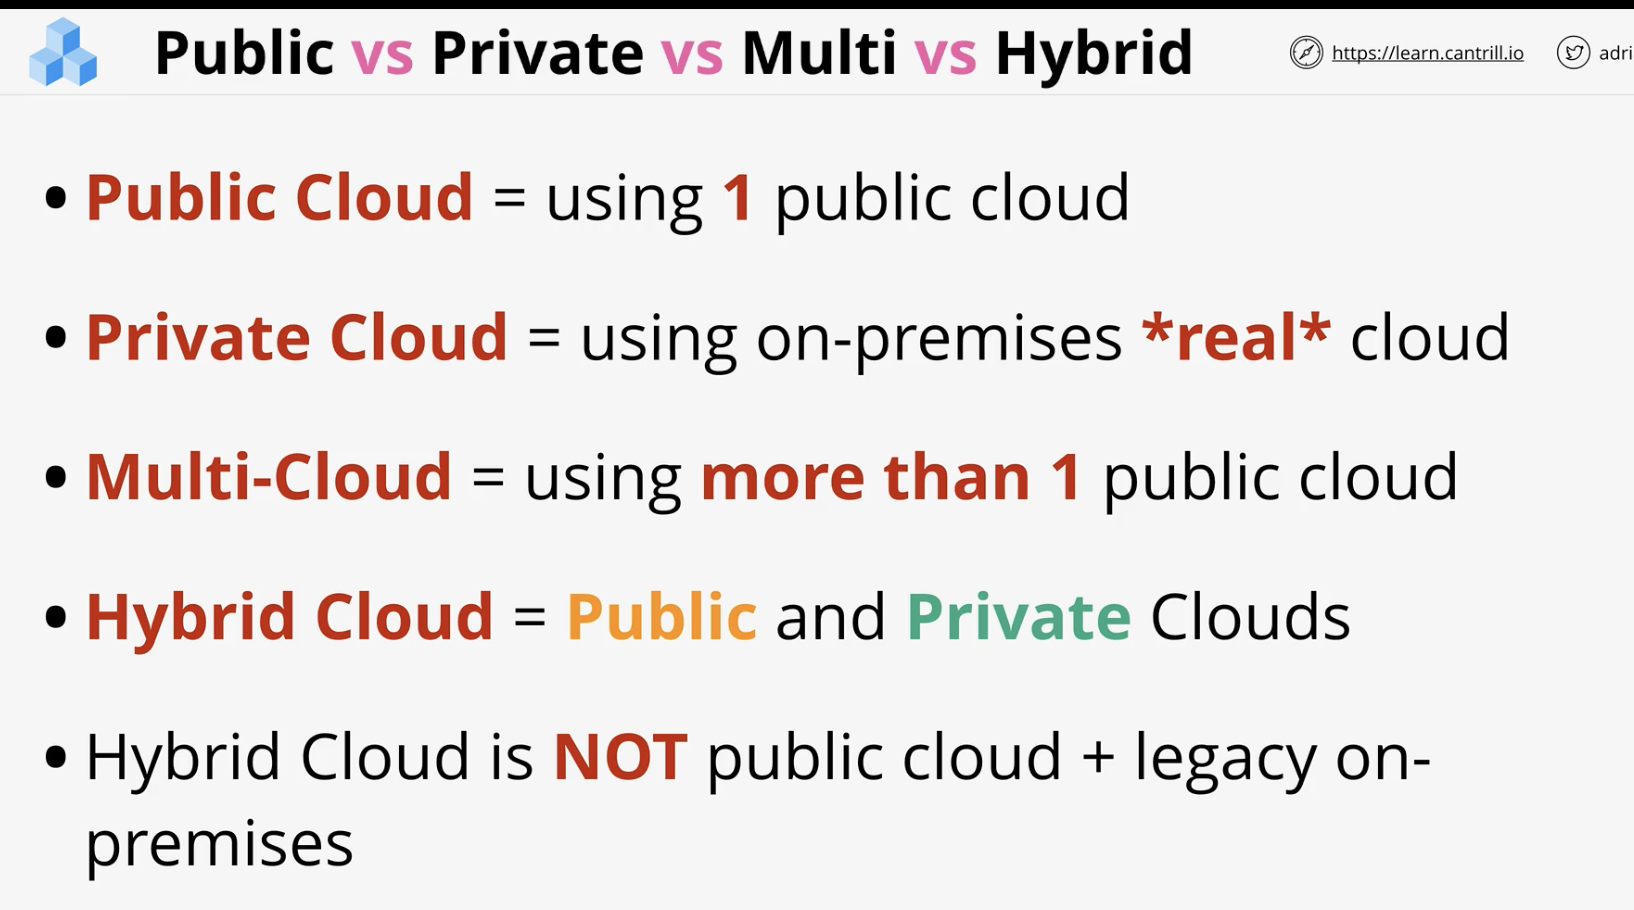 Public vs Private vs Multi vs Hybrid
https://learn.cantrill.io
adri
• Public Cloud = using 1 public cloud
• Private Cloud = using on-premises *real* cloud
• Multi-Cloud = using more than 1 public cloud
• Hybrid Cloud = Public and Private Clouds
• Hybrid Cloud is NOT public cloud + legacy on-
premises